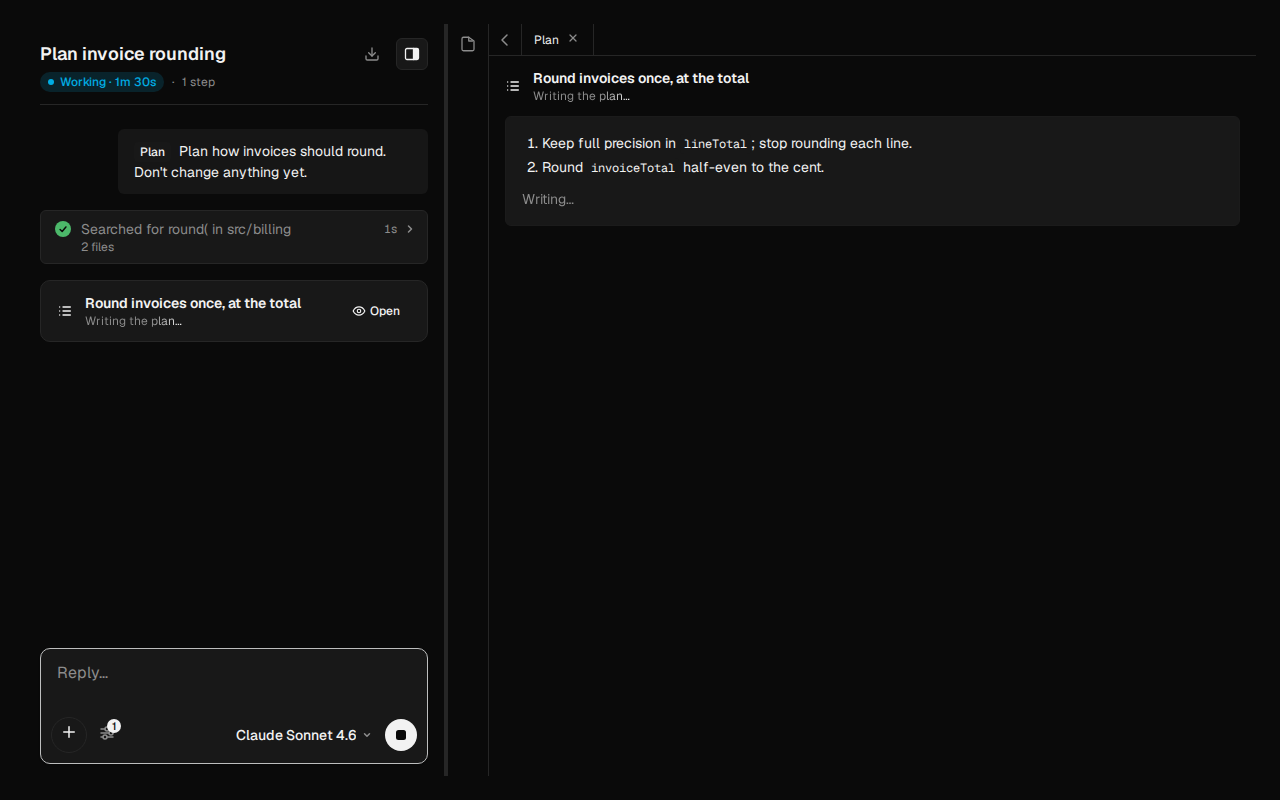 Plan invoice rounding
Working · 1m 30s · 1 step
Plan Plan how invoices should round.
Don't change anything yet.
Searched for round( in src/billing 1s
2 files
Round invoices once, at the total
Writing the plan…
Open
Reply…
1
Claude Sonnet 4.6
Plan
Round invoices once, at the total
Writing the plan…
1. Keep full precision in lineTotal; stop rounding each line.
2. Round invoiceTotal half-even to the cent.
Writing…